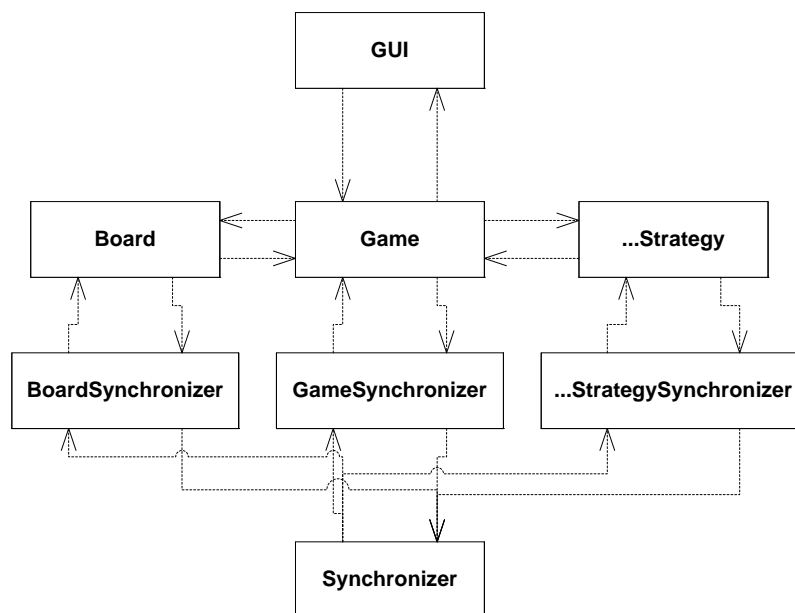 GUI
Board
Game
...Strategy
BoardSynchronizer
GameSynchronizer
...StrategySynchronizer
Synchronizer